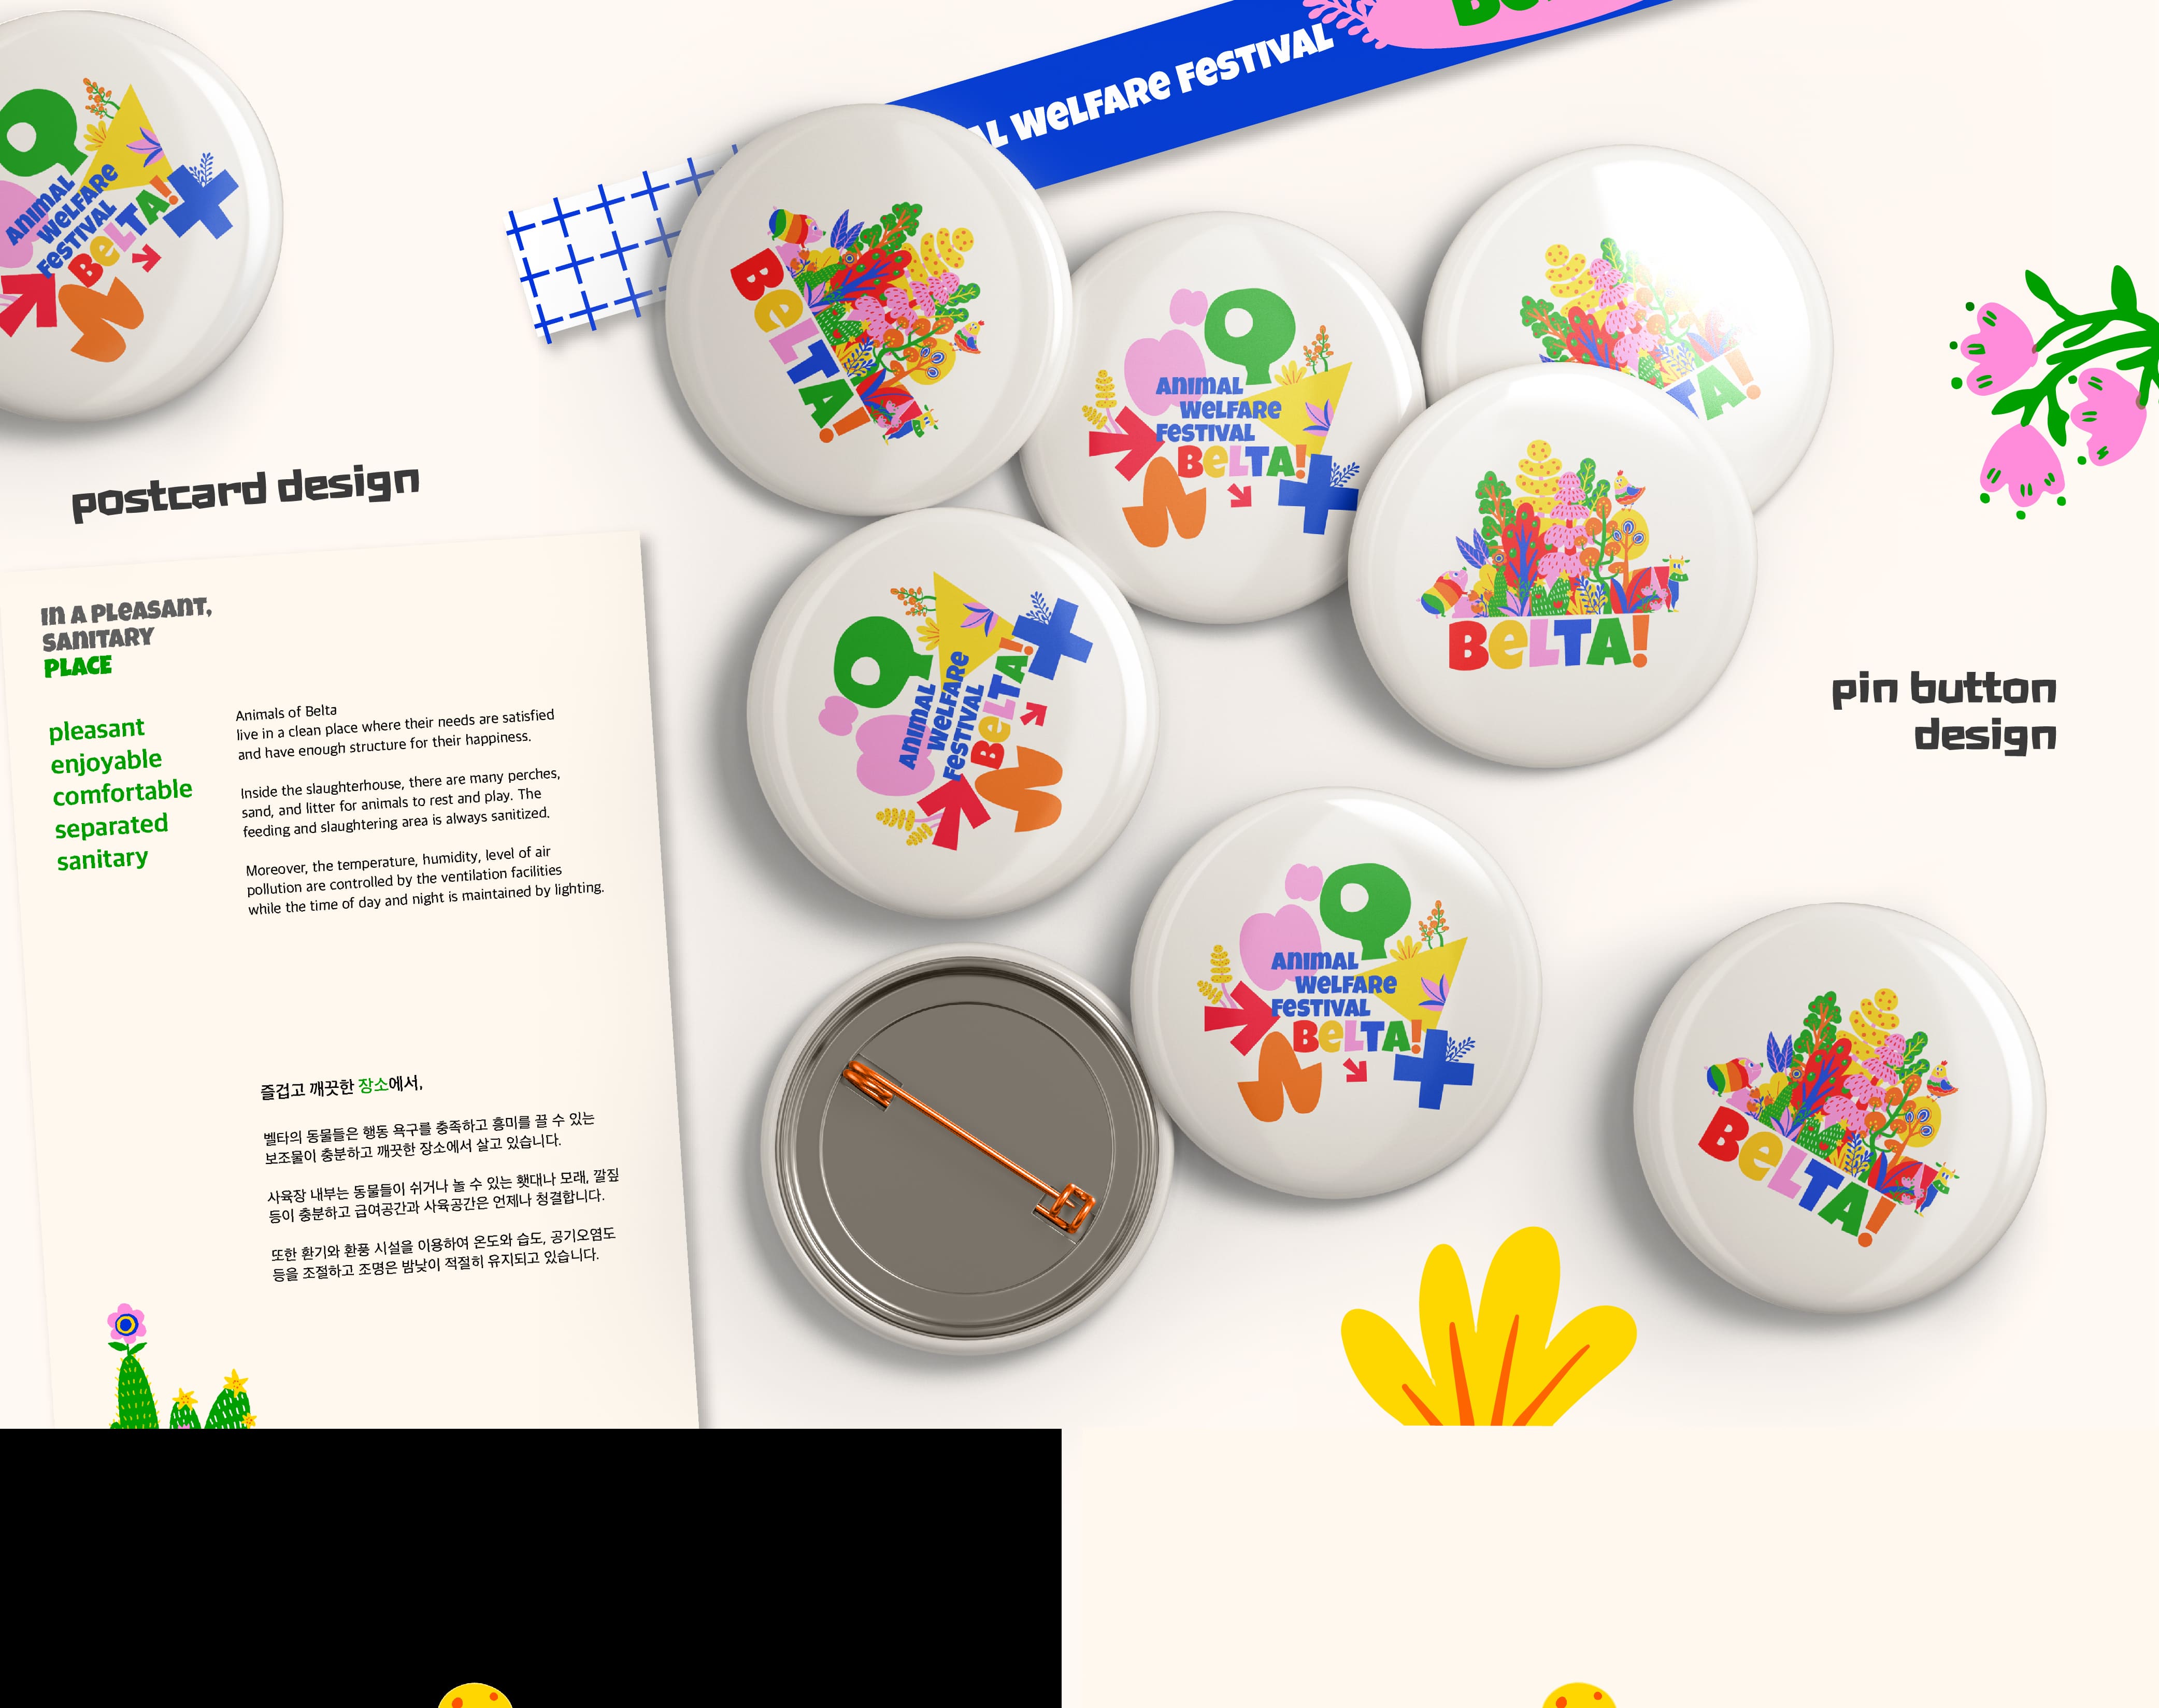 BeLTA!
AL WELFARE FESTIVAL
ANIMAL
WELFARE
FESTIVAL
BeLTA!
BeLTA!
ANIMAL
WELFARE
FESTIVAL
BeLTA!
TA!
BeLTA!
postcard design
IN A PLEASANT,
SANITARY
PLACE
pleasant
enjoyable
comfortable
separated
sanitary
Animals of Belta
live in a clean place where their needs are satisfied
and have enough structure for their happiness.
Inside the slaughterhouse, there are many perches,
sand, and litter for animals to rest and play. The
feeding and slaughtering area is always sanitized.
Moreover, the temperature, humidity, level of air
pollution are controlled by the ventilation facilities
while the time of day and night is maintained by lighting.
즐겁고 깨끗한 장소에서,
벨타의 동물들은 행동 욕구를 충족하고 흥미를 끌 수 있는
보조물이 충분하고 깨끗한 장소에서 살고 있습니다.
사육장 내부는 동물들이 쉬거나 놀 수 있는 횃대나 모래, 깔짚
등이 충분하고 급여공간과 사육공간은 언제나 청결합니다.
또한 환기와 환풍 시설을 이용하여 온도와 습도, 공기오염도
등을 조절하고 조명은 밤낮이 적절히 유지되고 있습니다.
ANIMAL
WELFARE
FESTIVAL
BeLTA!
pin button
design
ANIMAL
WELFARE
FESTIVAL
BeLTA!
BeLTA!